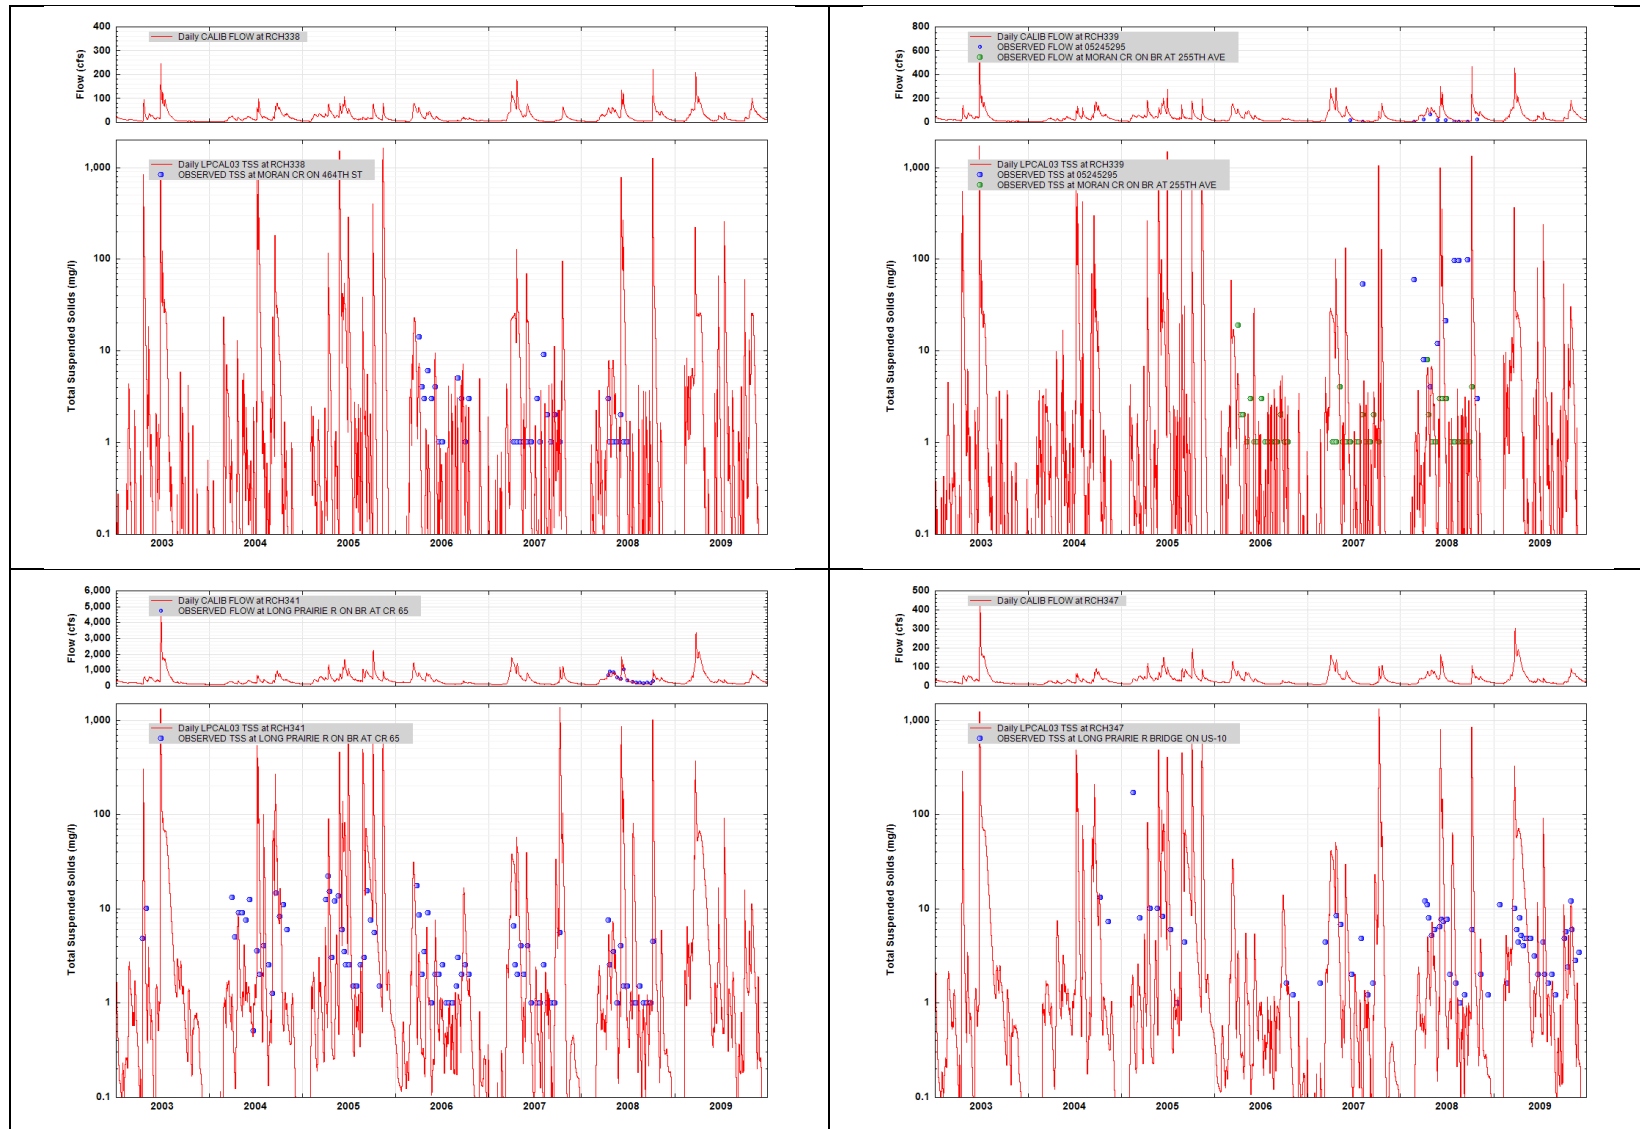 400
300
200
100
0
Flow (cfs)
Daily CALIB FLOW at RCH338
1,000
100
10
1
0.1
Total Suspended Solids (mg/l)
Daily LPCAL03 TSS at RCH338
OBSERVED TSS at MORAN CR ON 464TH ST
2003 2004 2005 2006 2007 2008 2009
800
600
400
200
0
Flow (cfs)
Daily CALIB FLOW at RCH339
OBSERVED FLOW at 05245295
OBSERVED FLOW at MORAN CR ON BR AT 255TH AVE
1,000
100
10
1
0.1
Total Suspended Solids (mg/l)
Daily LPCAL03 TSS at RCH339
OBSERVED TSS at 05245295
OBSERVED TSS at MORAN CR ON BR AT 255TH AVE
2003 2004 2005 2006 2007 2008 2009
6,000
5,000
4,000
3,000
2,000
1,000
0
Flow (cfs)
Daily CALIB FLOW at RCH341
OBSERVED FLOW at LONG PRAIRIE R ON BR AT CR 65
1,000
100
10
1
0.1
Total Suspended Solids (mg/l)
Daily LPCAL03 TSS at RCH341
OBSERVED TSS at LONG PRAIRIE R ON BR AT CR 65
2003 2004 2005 2006 2007 2008 2009
500
400
300
200
100
0
Flow (cfs)
Daily CALIB FLOW at RCH347
1,000
100
10
1
0.1
Total Suspended Solids (mg/l)
Daily LPCAL03 TSS at RCH347
OBSERVED TSS at LONG PRAIRIE R BRIDGE ON US-10
2003 2004 2005 2006 2007 2008 2009